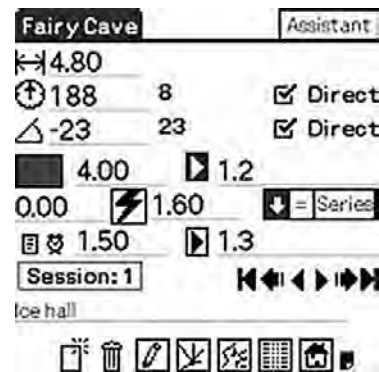 Fairy Cave Assistant
4.80
188 8 Direct
-23 23 Direct
4.00 1.2
0.00 1.60 = Series
1.50 1.3
Session: 1
Ice hall